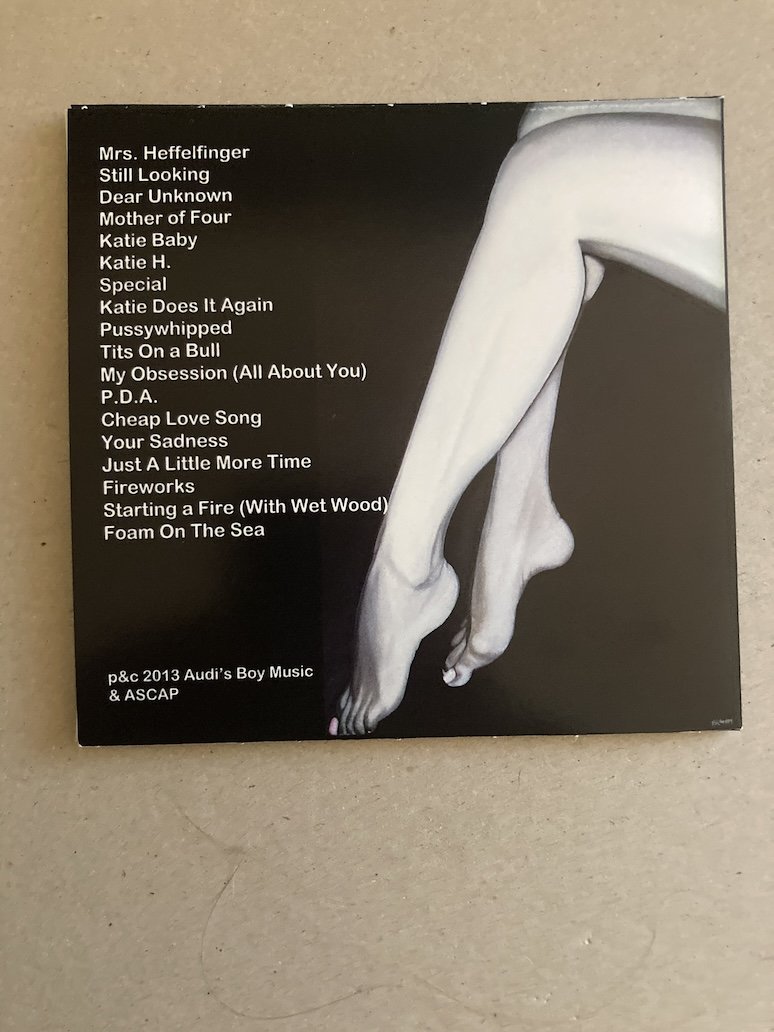 Mrs. Heffelfinger
Still Looking
Dear Unknown
Mother of Four
Katie Baby
Katie H.
Special
Katie Does It Again
Pussywhipped
Tits On a Bull
My Obsession (All About You)
P.D.A.
Cheap Love Song
Your Sadness
Just A Little More Time
Fireworks
Starting a Fire (With Wet Wood)
Foam On The Sea
p&c 2013 Audi's Boy Music
& ASCAP